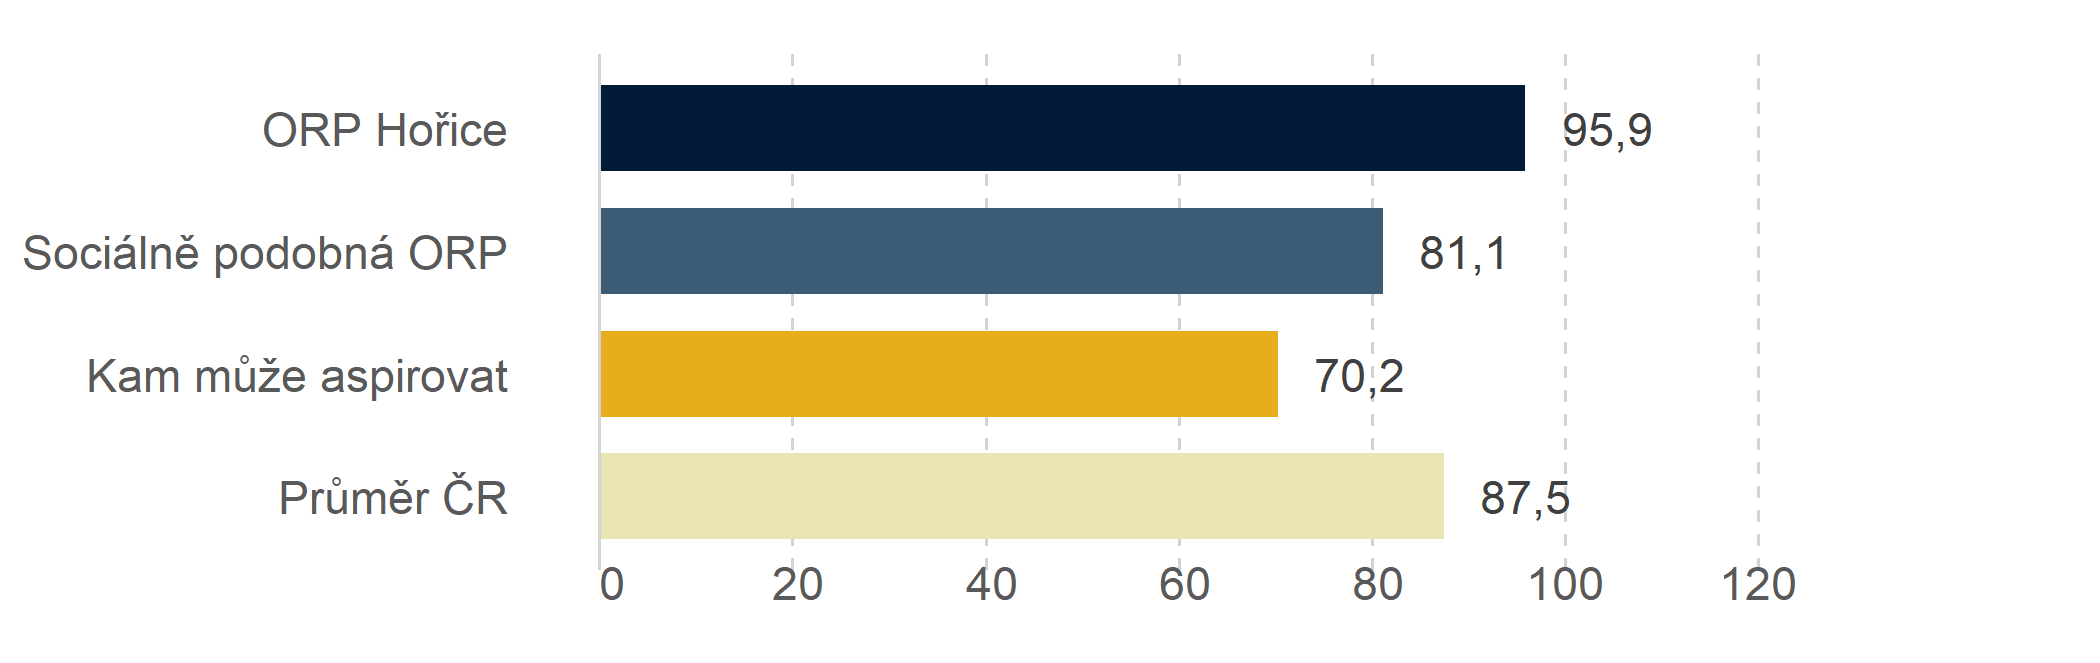 ORP Hořice
95,9
Sociálně podobná ORP
81,1
Kam může aspirovat
70,2
Průměr ČR
87,5
0 20 40 60 80 100 120